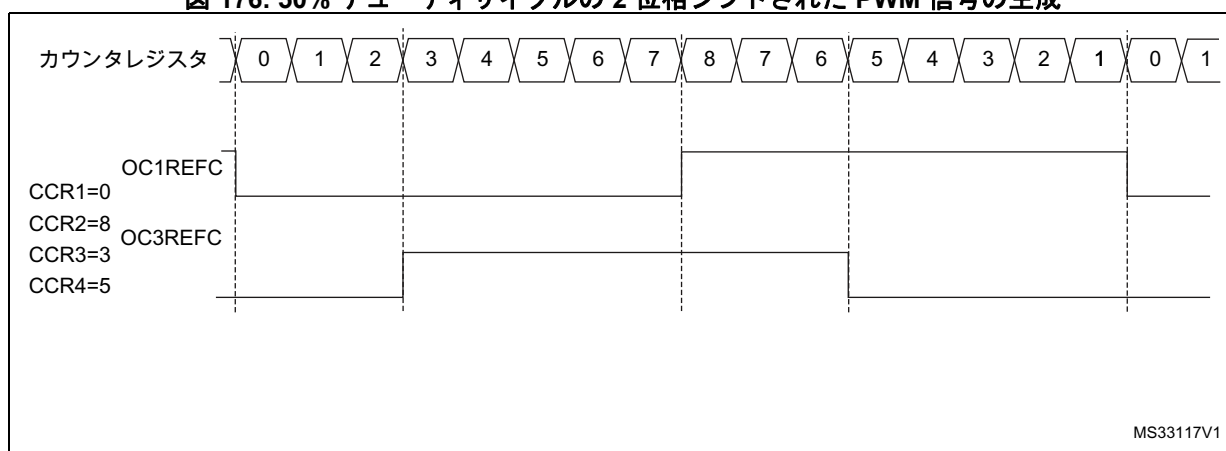 図 176. 50% デューティサイクルの 2 位相シフトされた PWM 信号の生成
カウンタレジスタ 0 1 2 3 4 5 6 7 8 7 6 5 4 3 2 1 0 1
OC1REFC
CCR1=0
CCR2=8
OC3REFC
CCR3=3
CCR4=5
MS33117V1